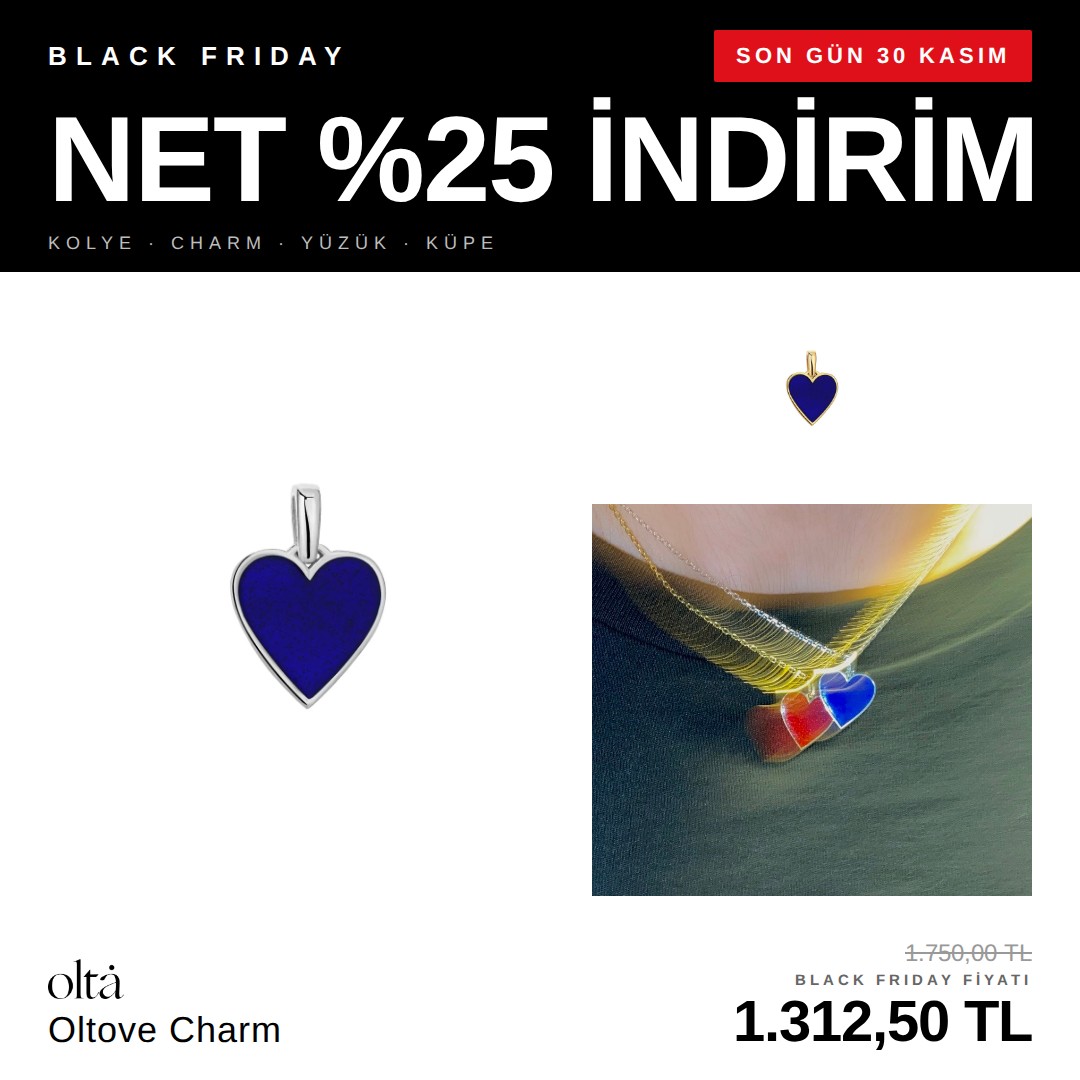 BLACK FRIDAY
SON GÜN 30 KASIM
NET %25 İNDİRİM
KOLYE · CHARM · YÜZÜK · KÜPE
1.750,00 TL
BLACK FRIDAY FİYATI
1.312,50 TL
oltȧ
Oltove Charm